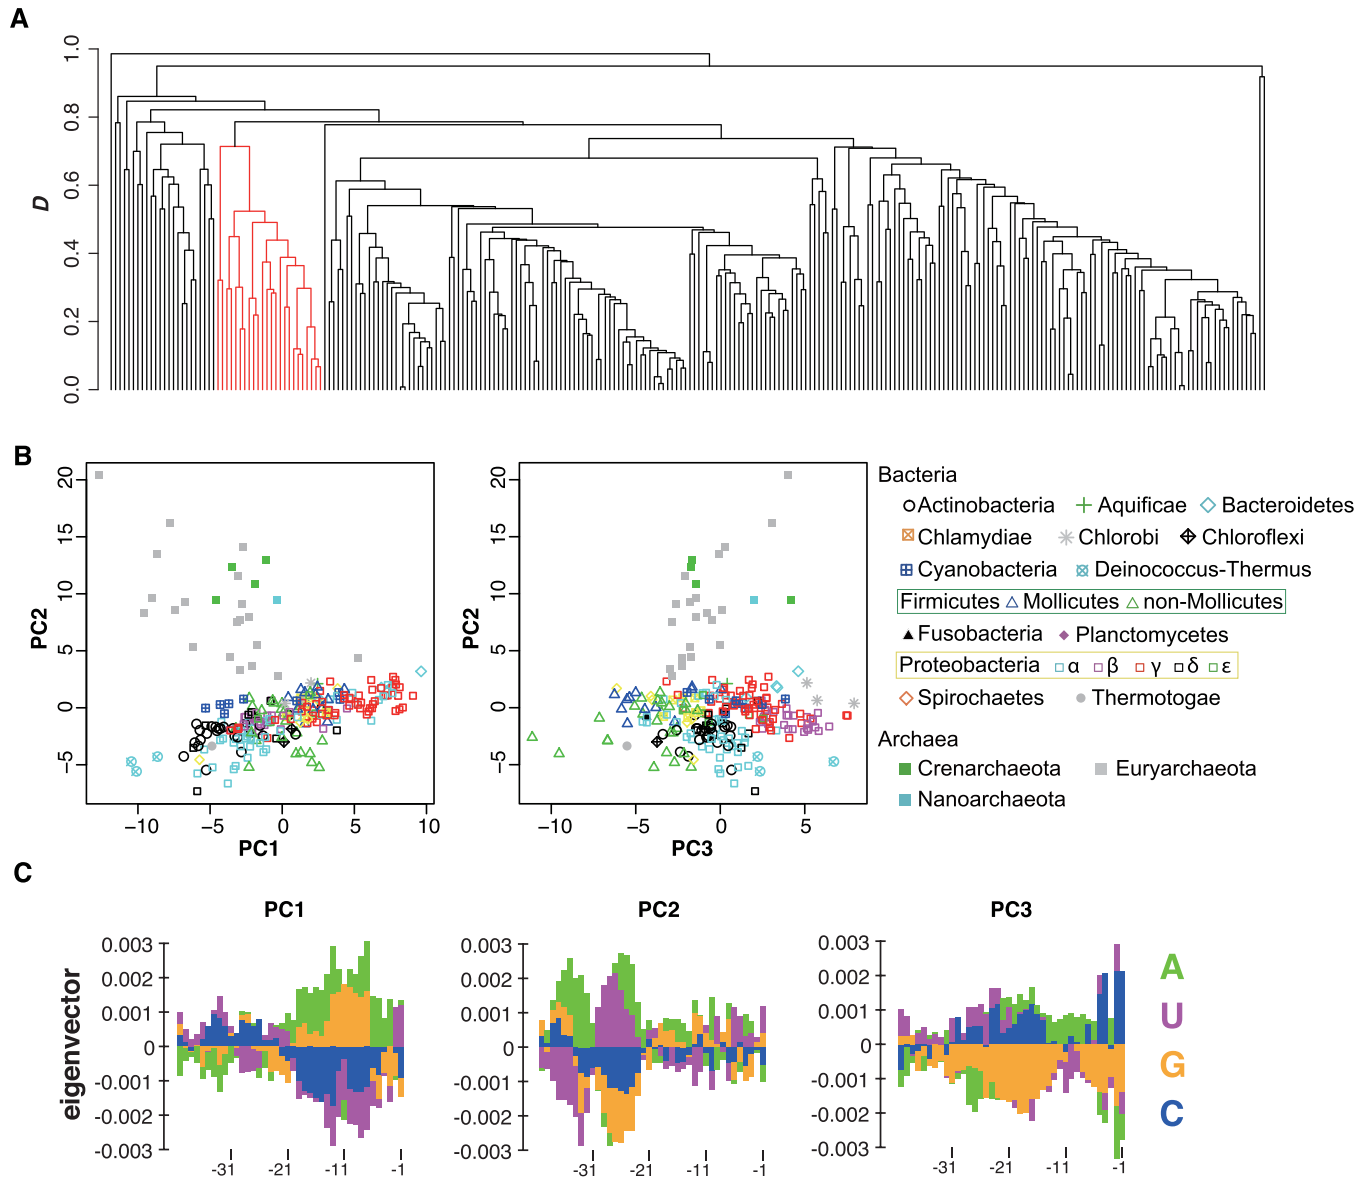 A
D
1.0
0.8
0.6
0.4
0.2
0.0
B
PC2
20
15
10
5
0
−5
−10 −5 0 5 10
PC1
PC2
20
15
10
5
0
−5
−10 −5 0 5
PC3
Bacteria
Actinobacteria Aquificae Bacteroidetes
Chlamydiae Chlorobi Chloroflexi
Cyanobacteria Deinococcus-Thermus
Firmicutes Mollicutes non-Mollicutes
Fusobacteria Planctomycetes
Proteobacteria α β γ δ ε
Spirochaetes Thermotogae
Archaea
Crenarchaeota Euryarchaeota
Nanoarchaeota
C
eigenvector
PC1
0.003
0.002
0.001
0
-0.001
-0.002
-0.003
-31 -21 -11 -1
PC2
0.003
0.002
0.001
0
-0.001
-0.002
-0.003
-31 -21 -11 -1
PC3
0.003
0.002
0.001
0
-0.001
-0.002
-0.003
-31 -21 -11 -1
A
U
G
C